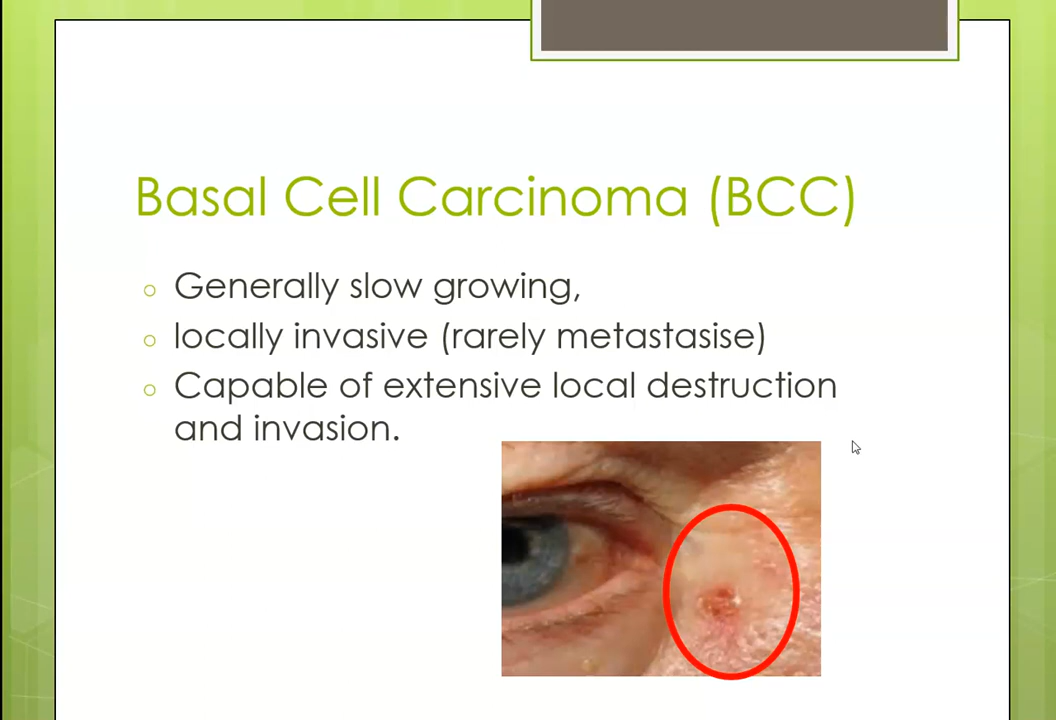 Basal Cell Carcinoma (BCC)
Generally slow growing,
locally invasive (rarely metastasise)
Capable of extensive local destruction
and invasion.